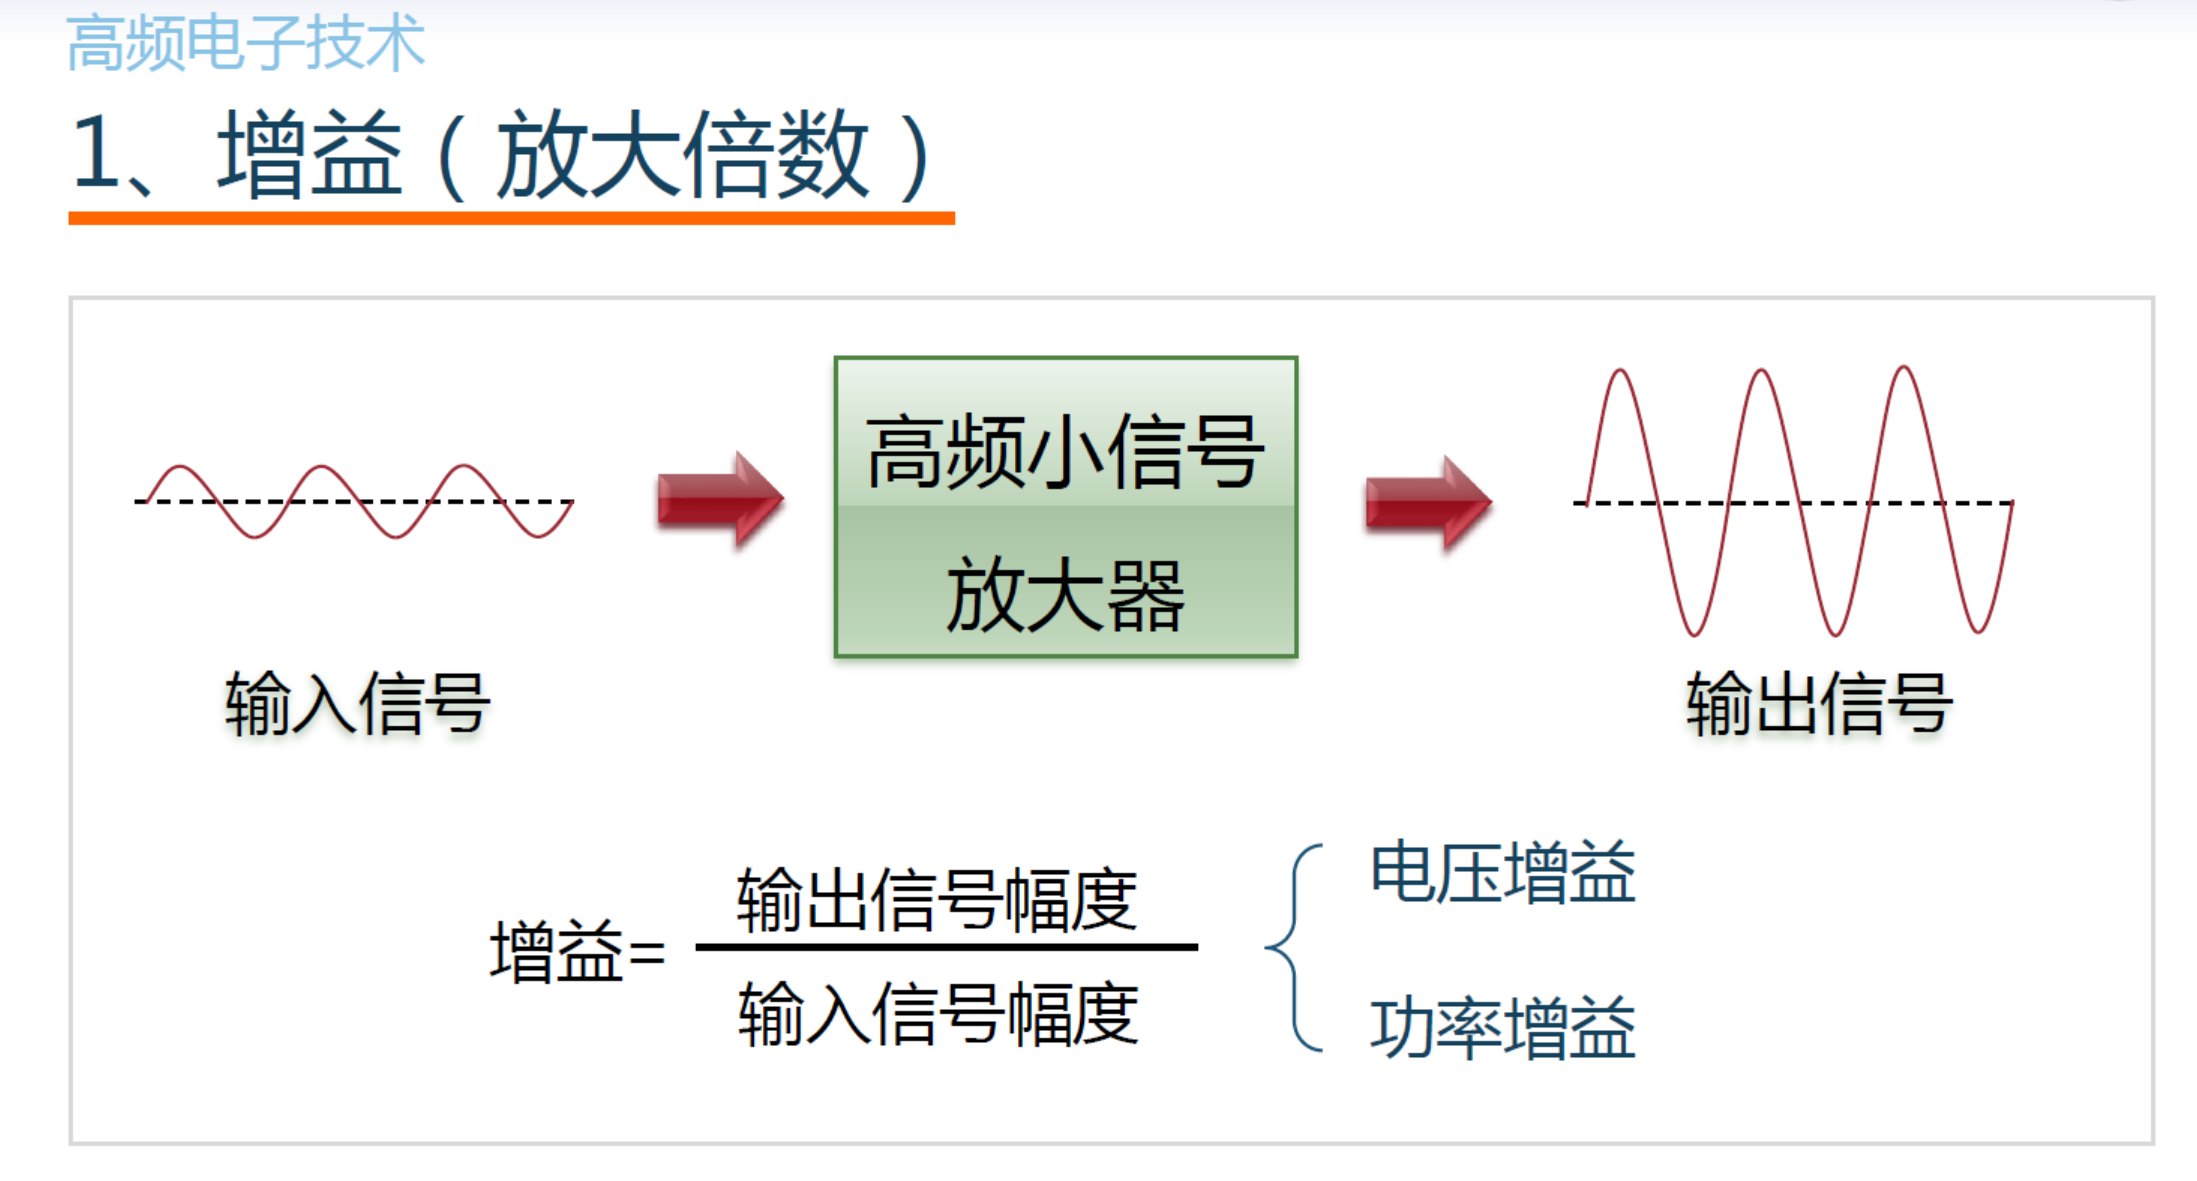 高频电子技术
1、增益（放大倍数）
高频小信号
放大器
输入信号
输出信号
增益=
输出信号幅度
输入信号幅度
电压增益
功率增益